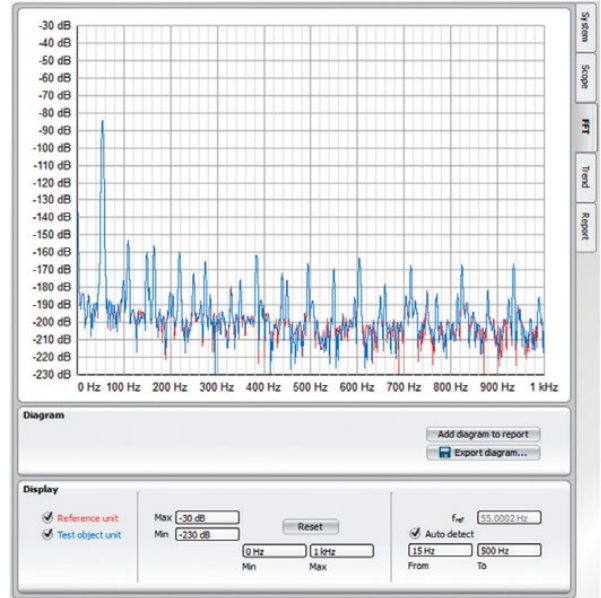 -30 dB
-40 dB
-50 dB
-60 dB
-70 dB
-80 dB
-90 dB
-100 dB
-110 dB
-120 dB
-130 dB
-140 dB
-150 dB
-160 dB
-170 dB
-180 dB
-190 dB
-200 dB
-210 dB
-220 dB
-230 dB
0 Hz 100 Hz 200 Hz 300 Hz 400 Hz 500 Hz 600 Hz 700 Hz 800 Hz 900 Hz 1 kHz
System
Scope
FFT
Trend
Report
Diagram
Add diagram to report
Export diagram...
Display
Reference unit
Test object unit
Max -30 dB
Min -230 dB
Reset
0 Hz 1 kHz
Min Max
fref 55.0002 Hz
Auto detect
15 Hz 500 Hz
From To